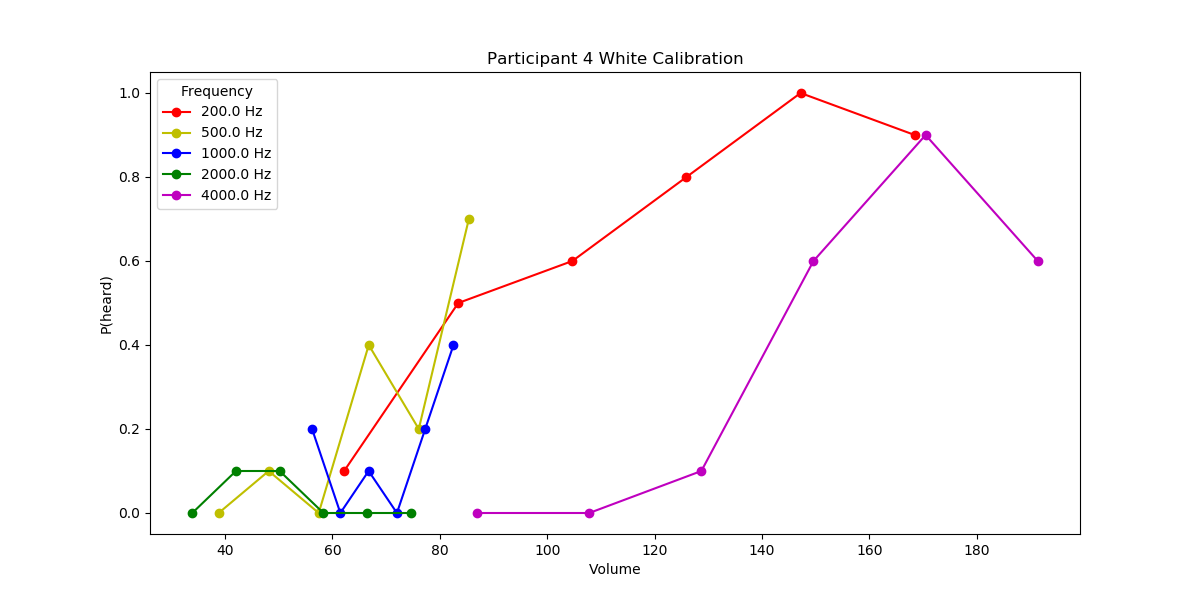 Participant 4 White Calibration
Frequency
200.0 Hz
500.0 Hz
1000.0 Hz
2000.0 Hz
4000.0 Hz
P(heard)
1.0
0.8
0.6
0.4
0.2
0.0
40 60 80 100 120 140 160 180
Volume